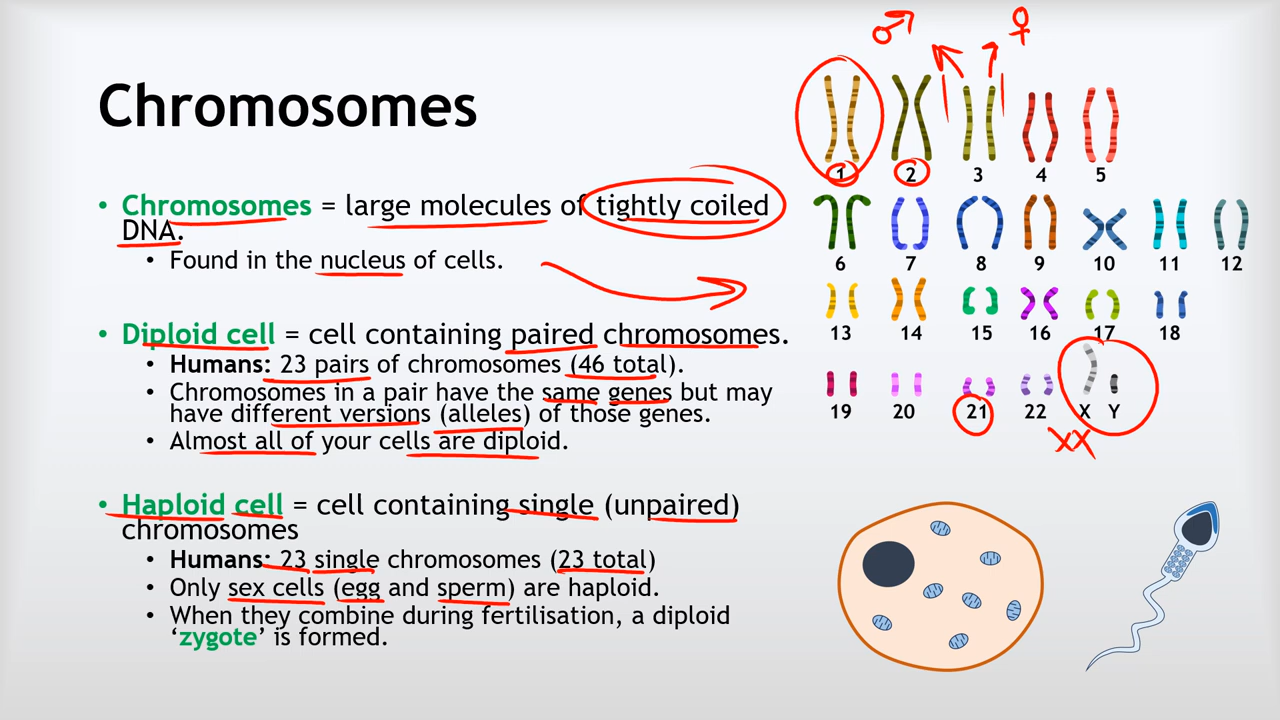 Chromosomes
• Chromosomes = large molecules of tightly coiled
DNA.
• Found in the nucleus of cells.
• Diploid cell = cell containing paired chromosomes.
• Humans: 23 pairs of chromosomes (46 total).
• Chromosomes in a pair have the same genes but may
have different versions (alleles) of those genes.
• Almost all of your cells are diploid.
• Haploid cell = cell containing single (unpaired)
chromosomes
• Humans: 23 single chromosomes (23 total)
• Only sex cells (egg and sperm) are haploid.
• When they combine during fertilisation, a diploid
‘zygote’ is formed.
♂ ♀
1 2 3 4 5
6 7 8 9 10 11 12
13 14 15 16 17 18
19 20 21 22 X Y
XX